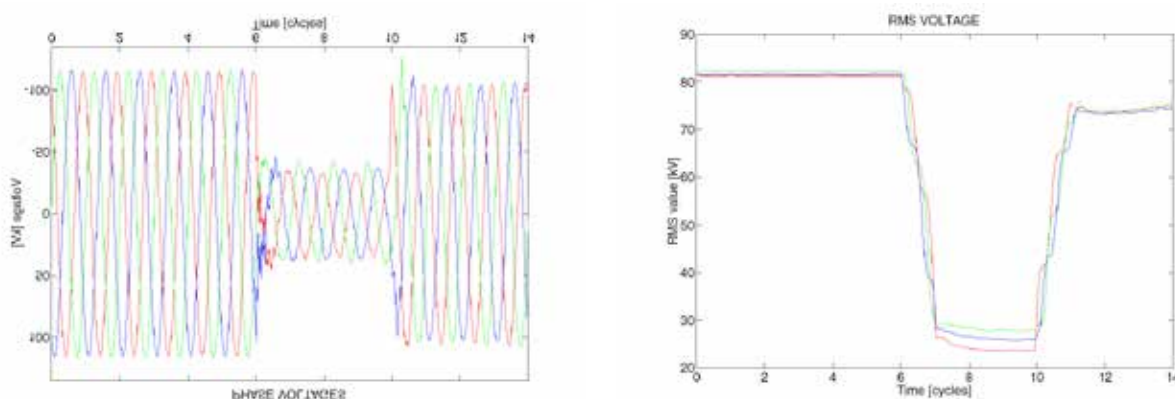 Time [cycles]
0 2 4 6 8 10 12 14
-100
-50
0
50
100
Voltage [kV]
PHASE VOLTAGES
RMS VOLTAGE
90
80
70
60
50
40
30
20
RMS value [kV]
0 2 4 6 8 10 12 14
Time [cycles]